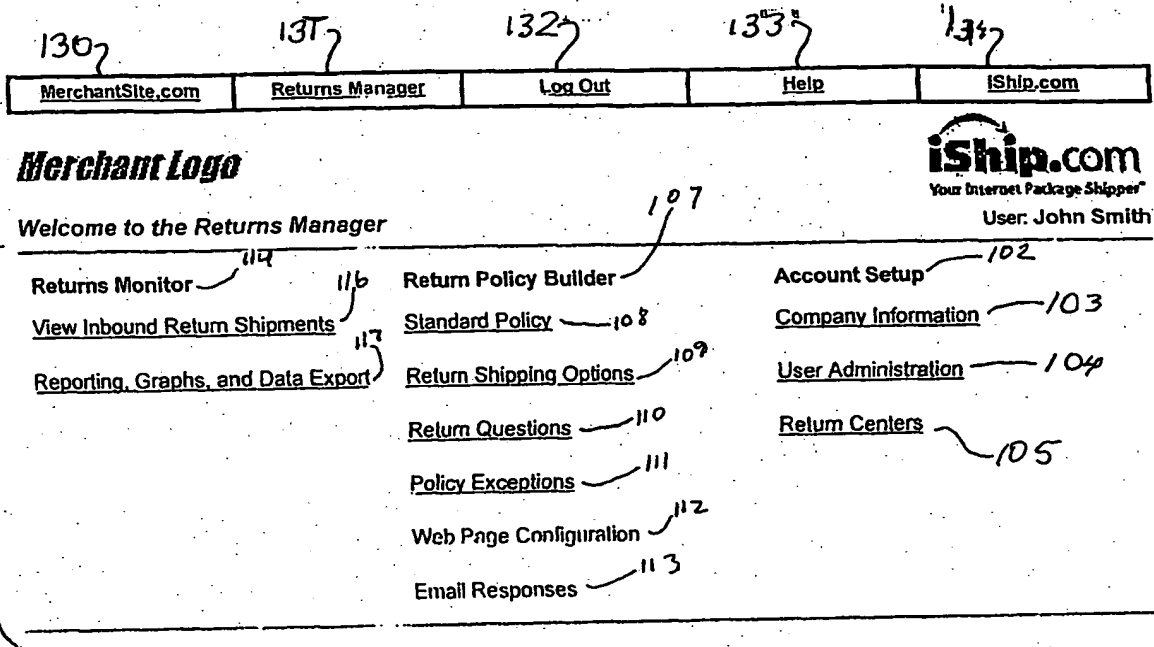 130 131 132 133 134
MerchantSite.com Returns Manager Log Out Help iShip.com
Merchant Logo
iShip.com
Your Internet Package Shipper
107
Welcome to the Returns Manager
User: John Smith
Returns Monitor 114 Return Policy Builder Account Setup 102
View Inbound Return Shipments 116 Standard Policy 108 Company Information 103
Reporting, Graphs, and Data Export 117 Return Shipping Options 109 User Administration 104
Return Questions 110 Return Centers 105
Policy Exceptions 111
Web Page Configuration 112
Email Responses 113